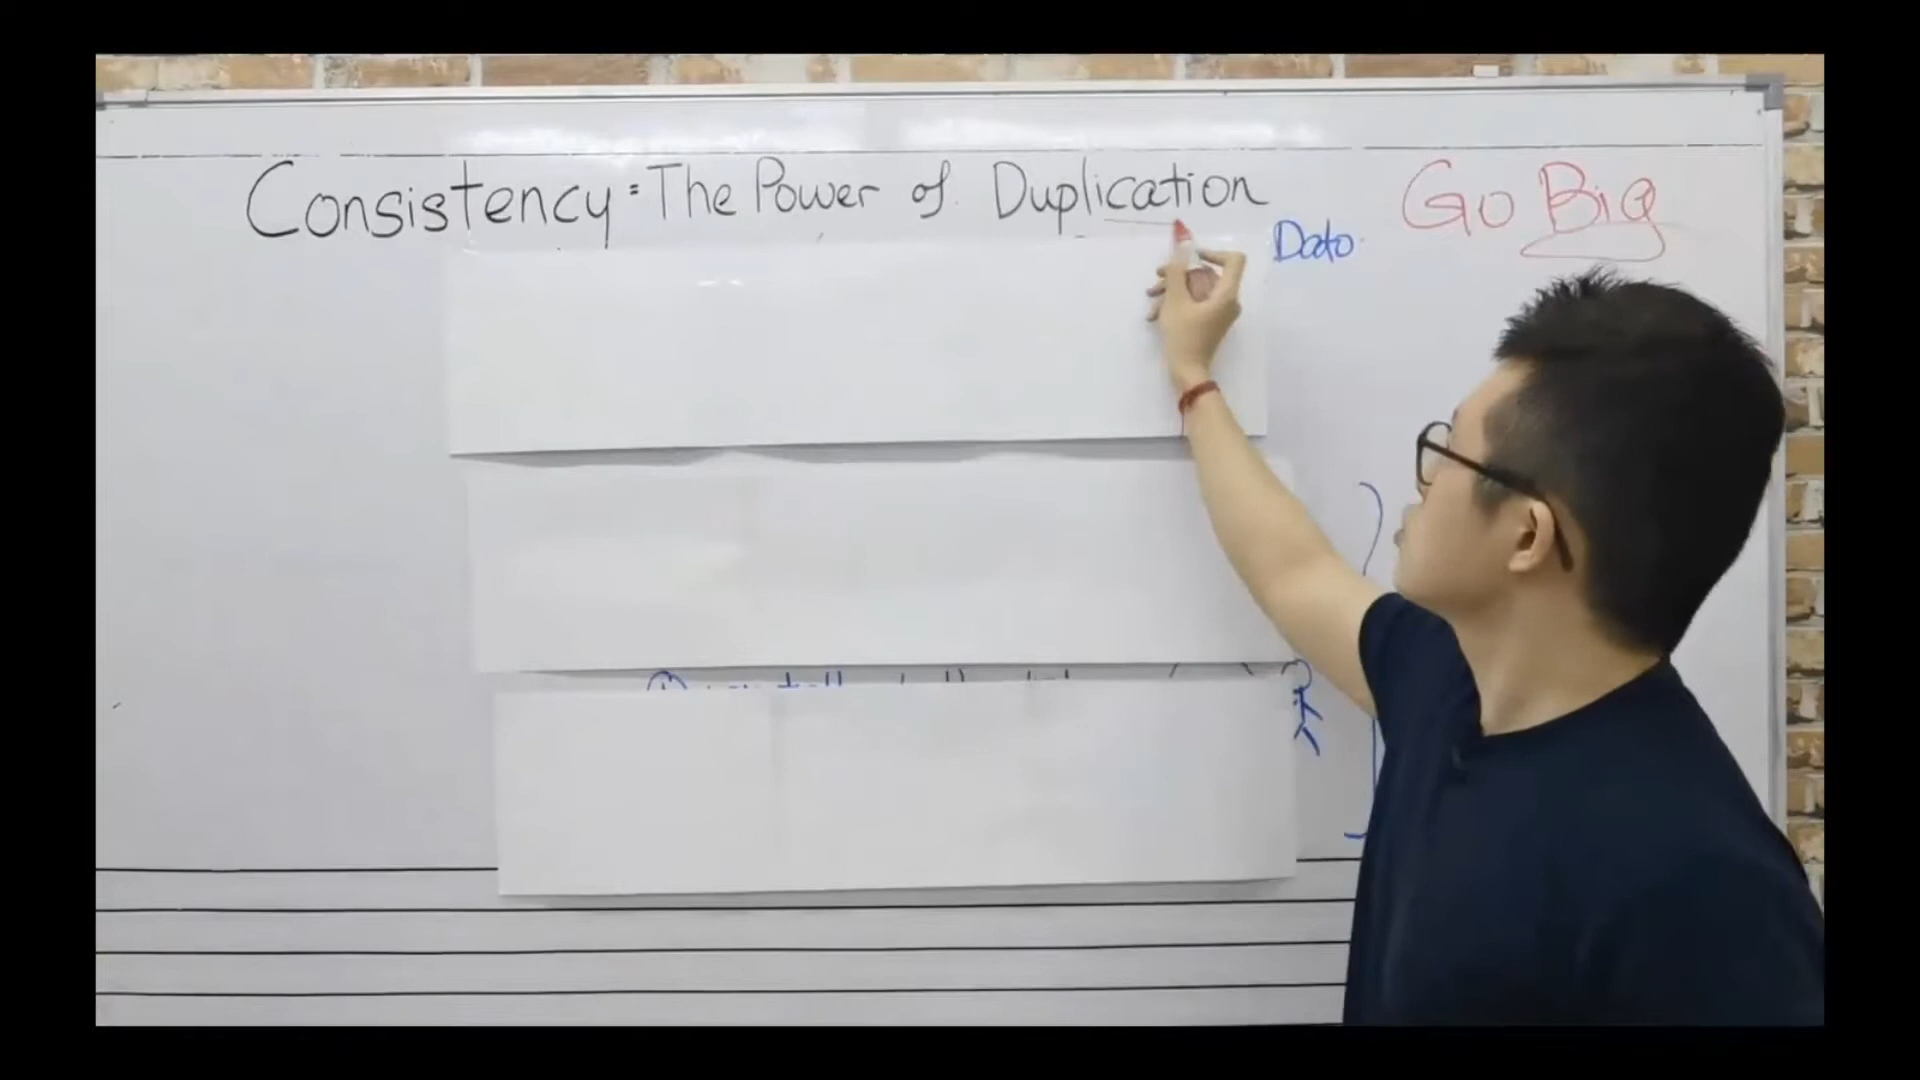 Consistency = The Power of Duplication
Go Big
Dato